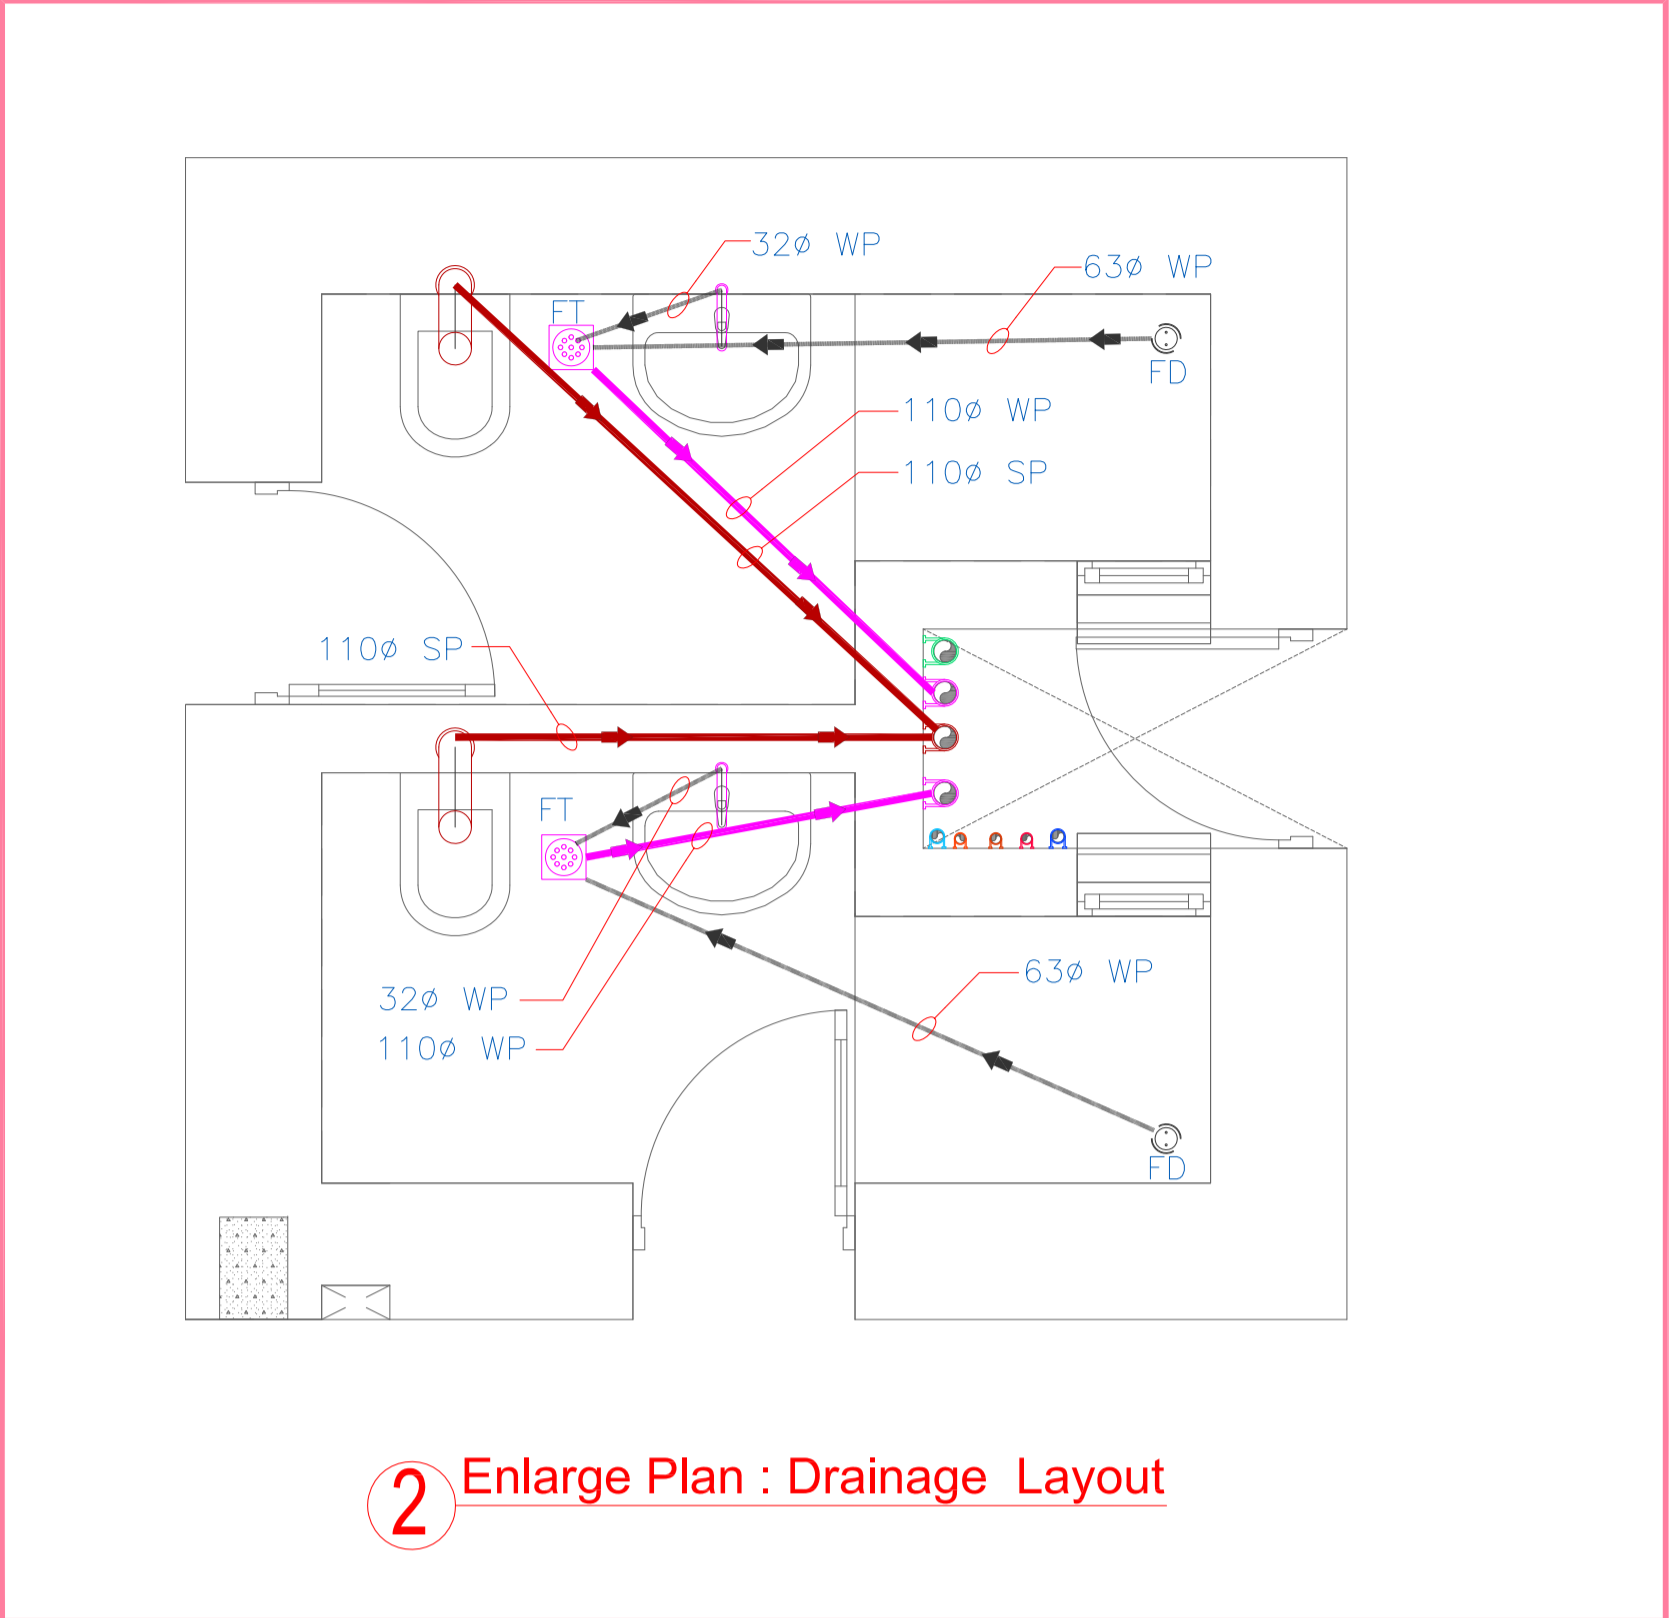 32ø WP
63ø WP
FT
FD
110ø WP
110ø SP
110ø SP
FT
63ø WP
32ø WP
110ø WP
FD
2 Enlarge Plan : Drainage Layout